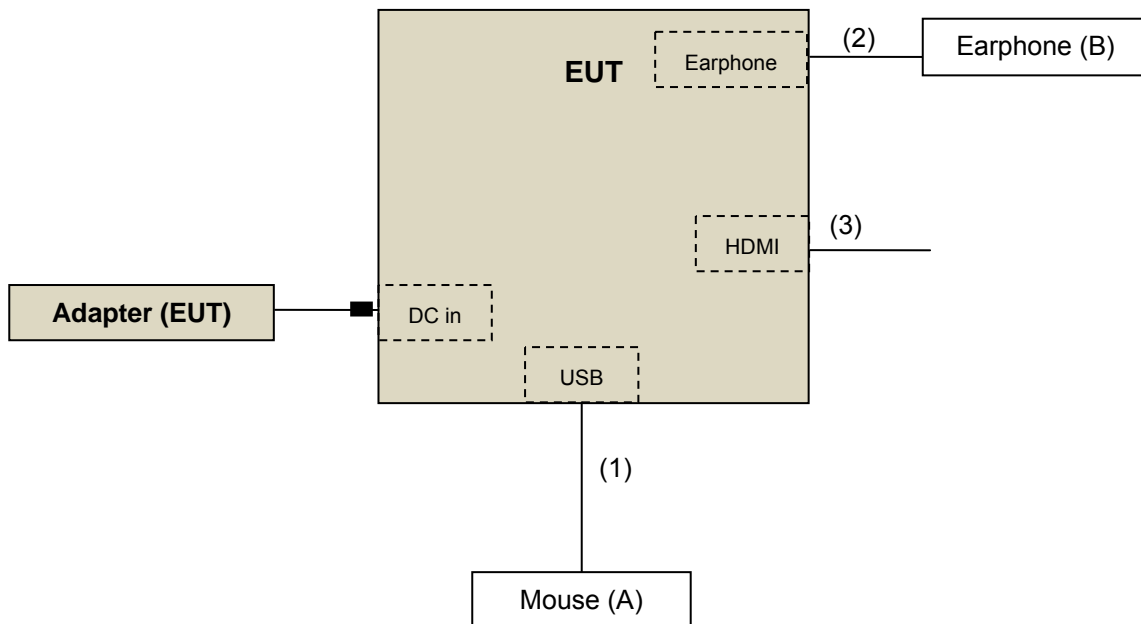 EUT
Earphone
(2)
Earphone (B)
HDMI
(3)
Adapter (EUT)
DC in
USB
(1)
Mouse (A)